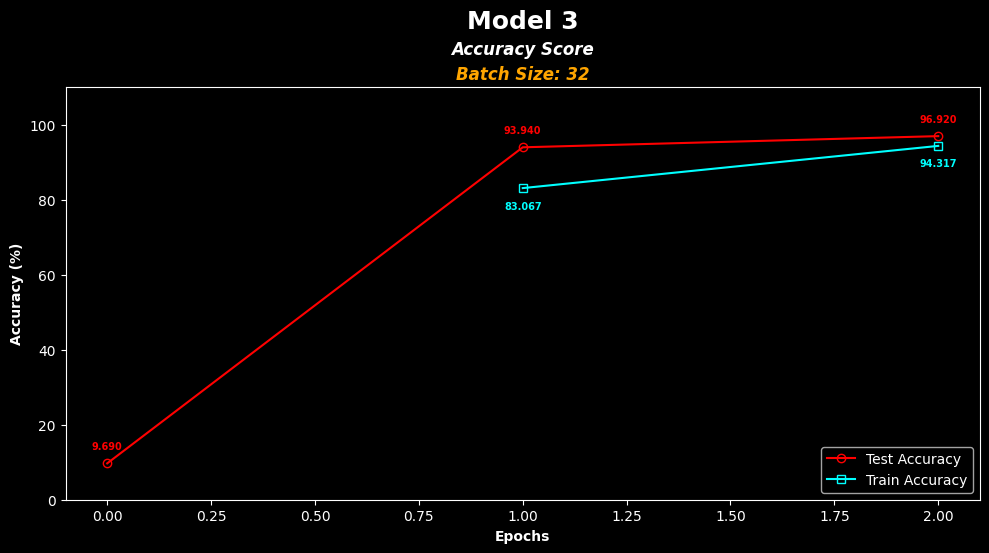 Model 3
Accuracy Score
Batch Size: 32
Accuracy (%)
100
80
60
40
20
0
96.920
93.940
94.317
83.067
9.690
Test Accuracy
Train Accuracy
0.00 0.25 0.50 0.75 1.00 1.25 1.50 1.75 2.00
Epochs